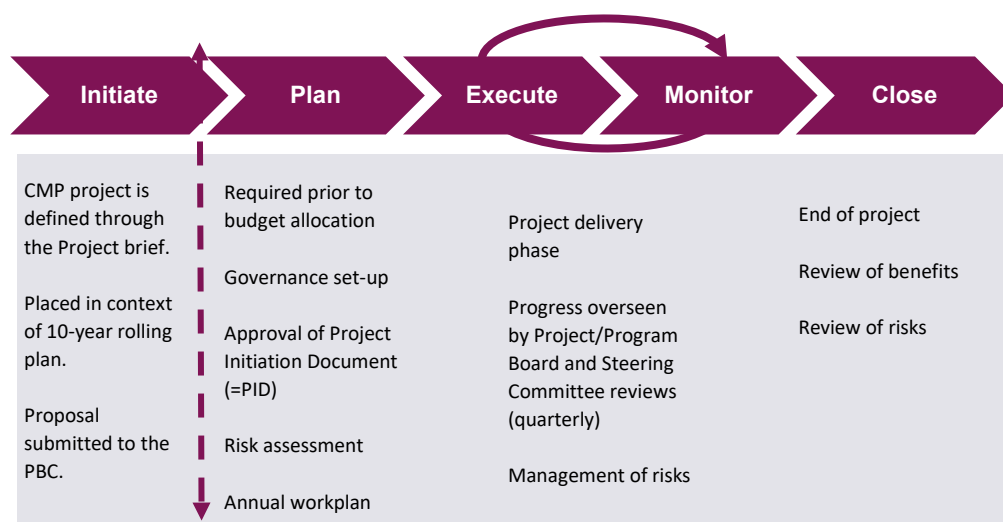 Initiate
Plan
Execute
Monitor
Close
CMP project is
defined through
the Project brief.
Placed in context
of 10-year rolling
plan.
Proposal
submitted to the
PBC.
Required prior to
budget allocation
Governance set-up
Approval of Project
Initiation Document
(=PID)
Risk assessment
Annual workplan
Project delivery
phase
Progress overseen
by Project/Program
Board and Steering
Committee reviews
(quarterly)
Management of risks
End of project
Review of benefits
Review of risks